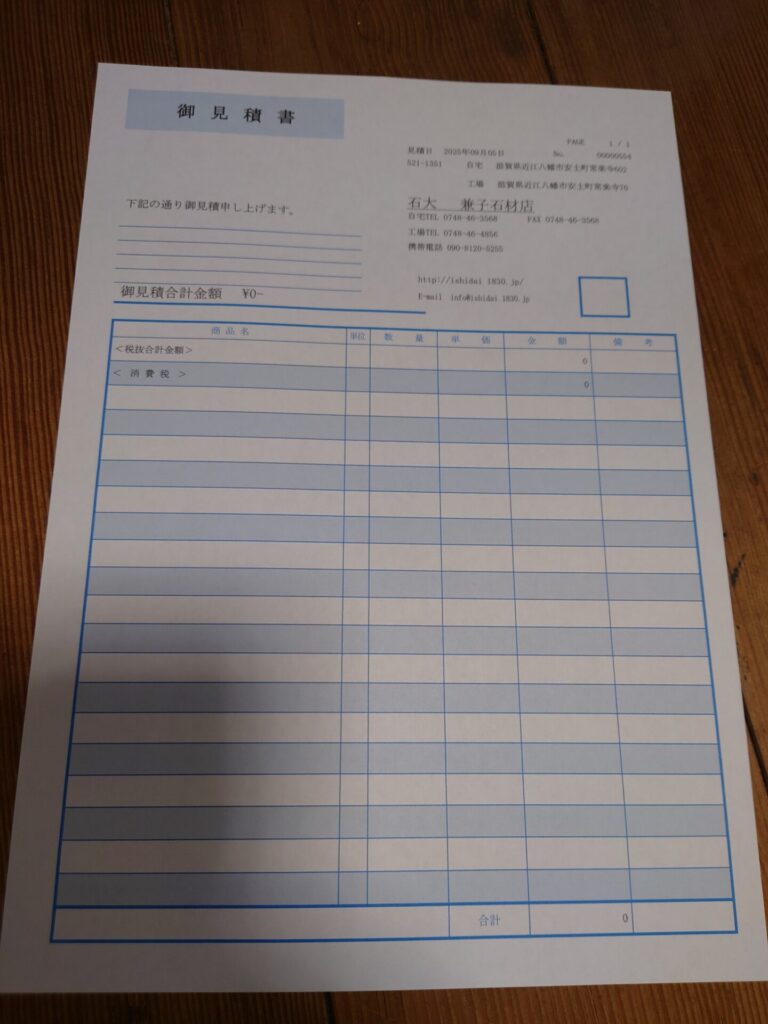 御見積書
PAGE 1 / 1
見積日 2025年09月05日 No. 00000554
521-1351 自宅 滋賀県近江八幡市安土町常楽寺602
工場 滋賀県近江八幡市安土町常楽寺70
下記の通り御見積申し上げます。
石大 兼子石材店
自宅TEL 0748-46-3568 FAX 0748-46-3568
工場TEL 0748-46-4856
携帯電話 090-8120-5255
http://ishidai 1830.jp/
E-mail info@ishidai 1830.jp
御見積合計金額 ¥0-
商品名 単位 数量 単価 金額 備考
＜税抜合計金額＞ 0
＜ 消費税 ＞ 0
合計 0